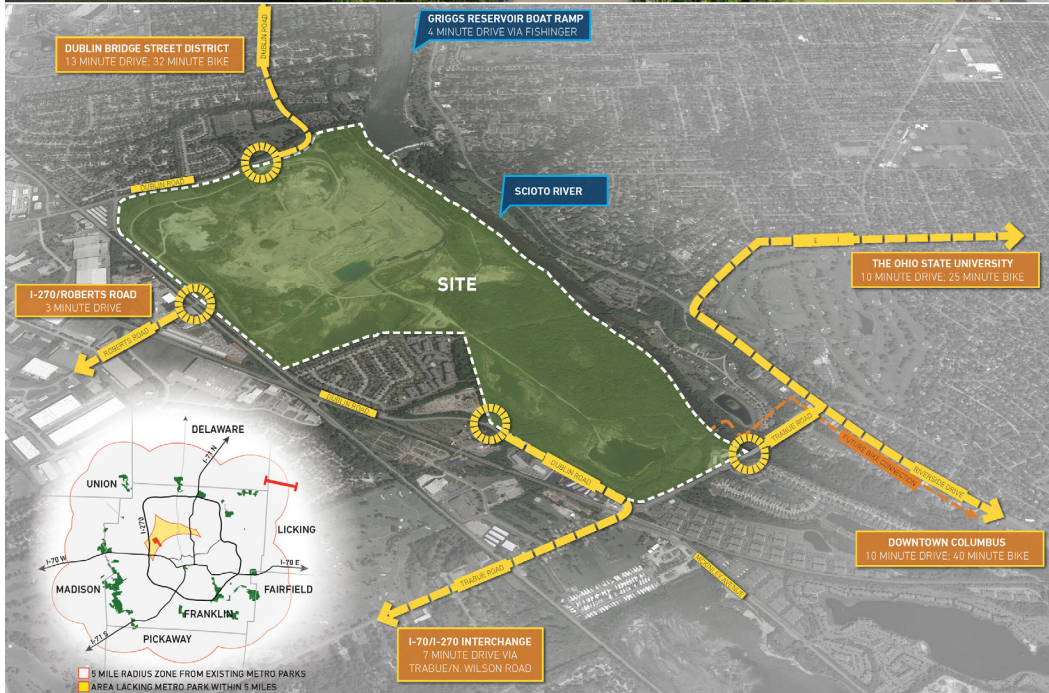 DUBLIN ROAD
GRIGGS RESERVOIR BOAT RAMP
4 MINUTE DRIVE VIA FISHINGER
DUBLIN BRIDGE STREET DISTRICT
13 MINUTE DRIVE; 32 MINUTE BIKE
DUBLIN ROAD
SCIOTO RIVER
THE OHIO STATE UNIVERSITY
10 MINUTE DRIVE; 25 MINUTE BIKE
SITE
I-270/ROBERTS ROAD
3 MINUTE DRIVE
ROBERTS ROAD
DUBLIN ROAD
DUBLIN ROAD
TRABUE ROAD
FUTURE BIKE CONNECTION
RIVERSIDE DRIVE
DOWNTOWN COLUMBUS
10 MINUTE DRIVE; 40 MINUTE BIKE
TRABUE ROAD
MCKINLEY AVENUE
I-70/I-270 INTERCHANGE
7 MINUTE DRIVE VIA
TRABUE/N. WILSON ROAD
DELAWARE
I-71 N
UNION
I-270
LICKING
I-70 W
I-70 E
MADISON
FAIRFIELD
FRANKLIN
I-71 S
PICKAWAY
5 MILE RADIUS ZONE FROM EXISTING METRO PARKS
AREA LACKING METRO PARK WITHIN 5 MILES